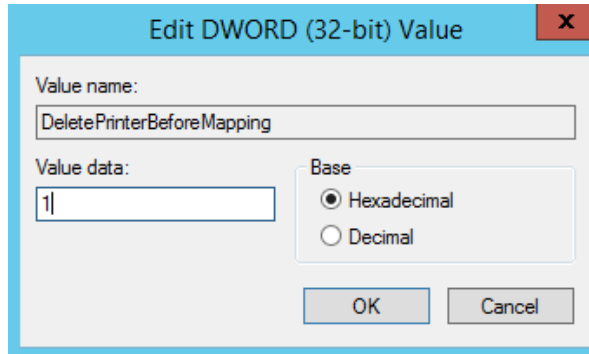 Edit DWORD (32-bit) Value
x
Value name:
DeletePrinterBeforeMapping
Value data:
1
Base
Hexadecimal
Decimal
OK
Cancel